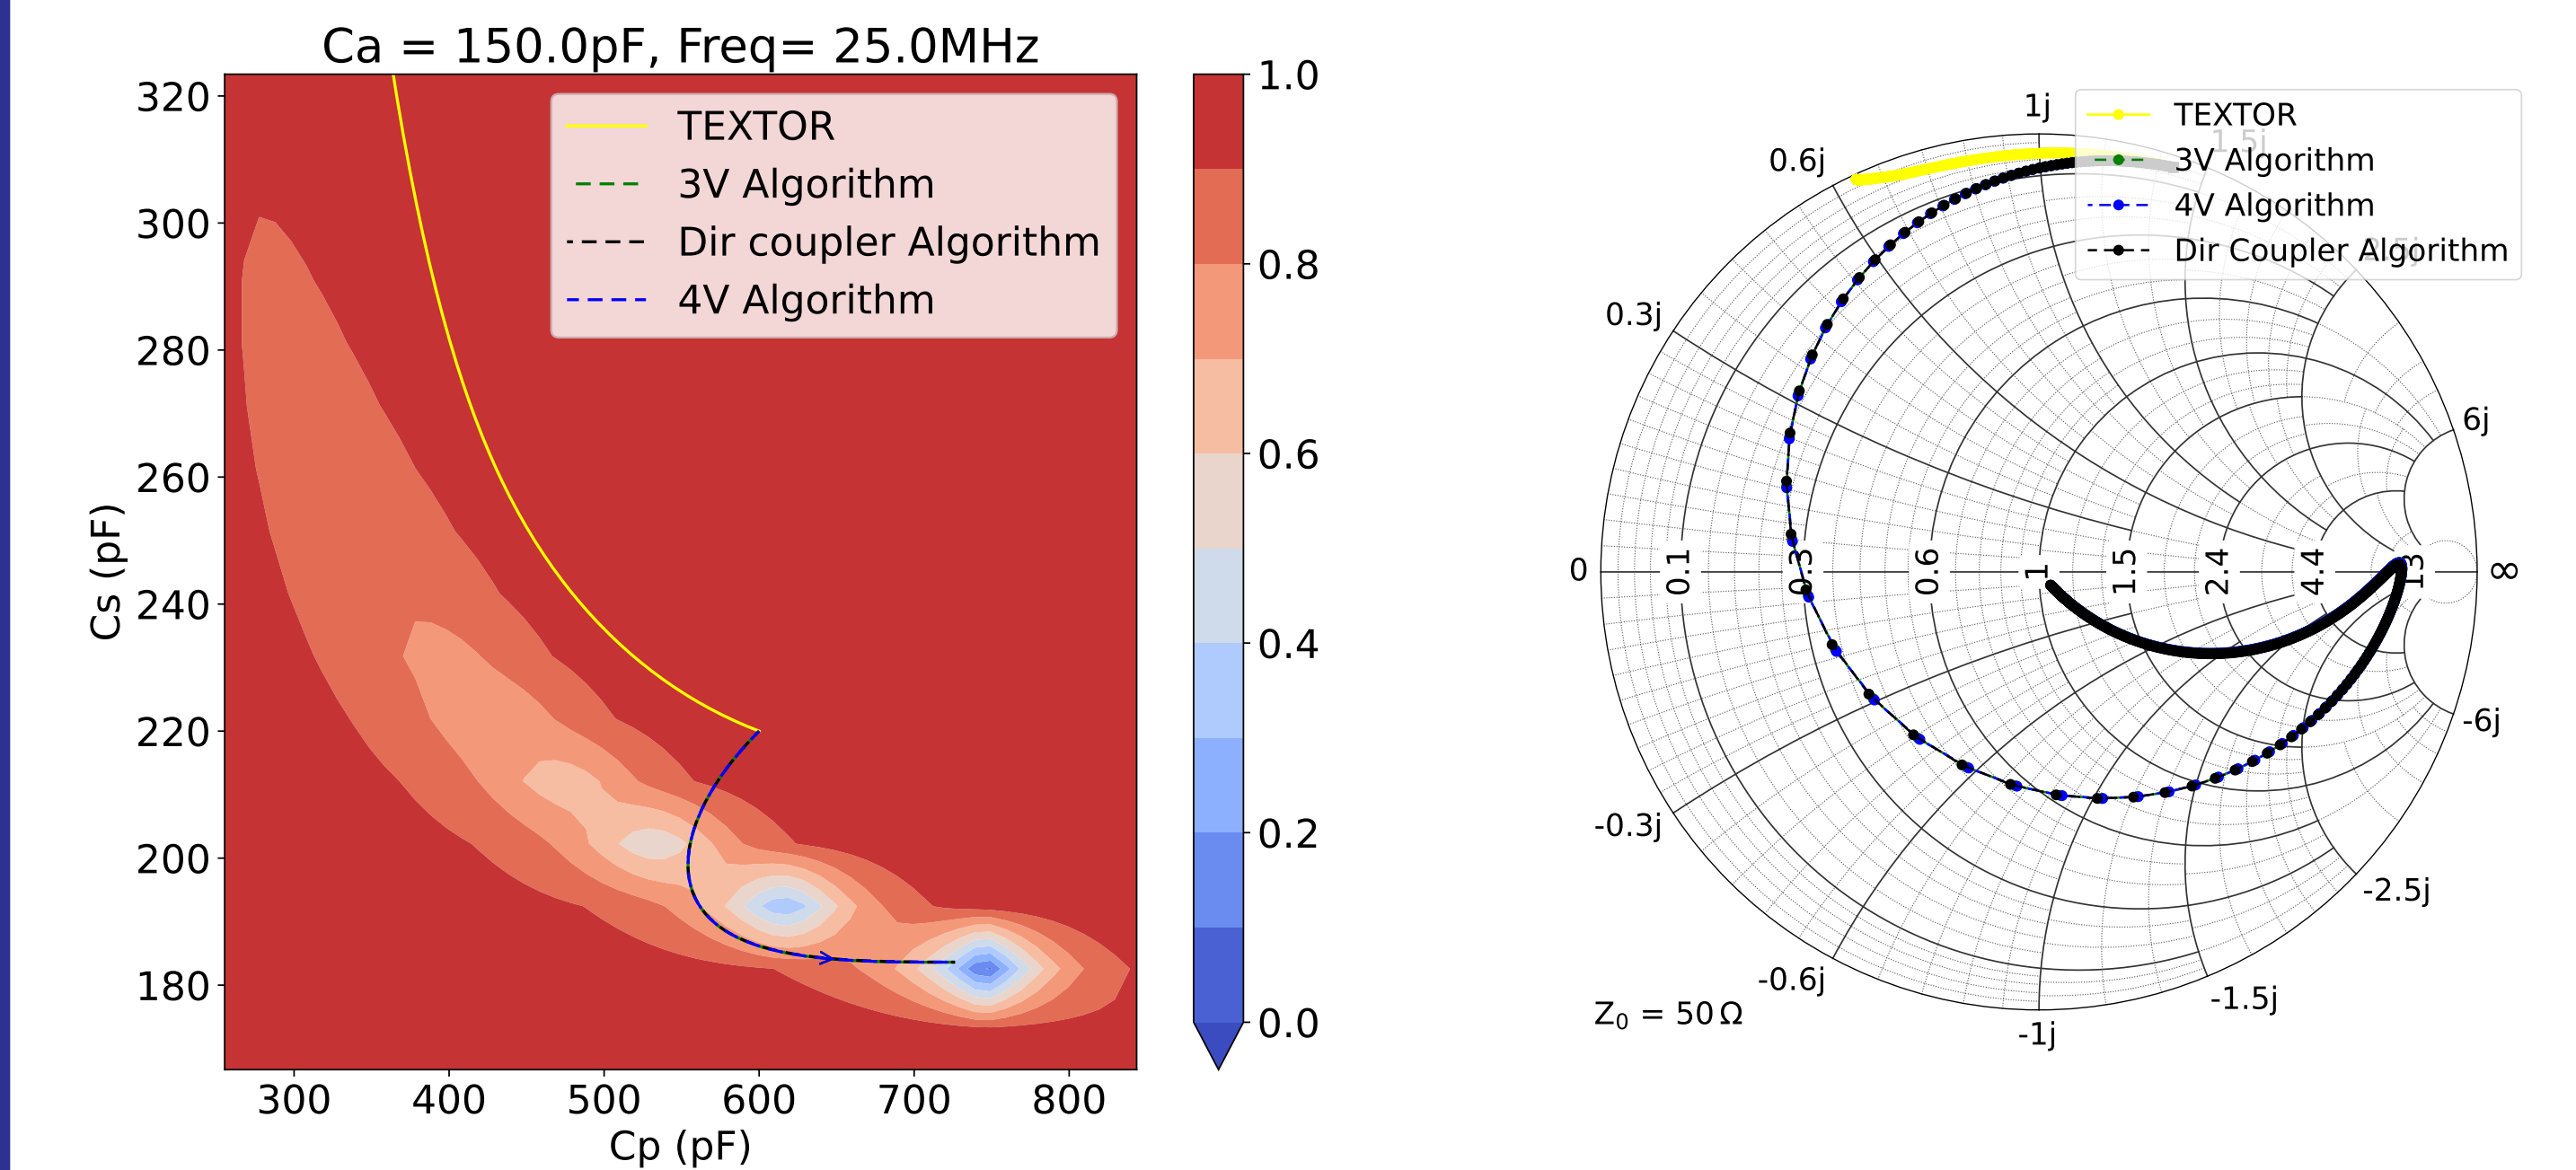 Ca = 150.0pF, Freq= 25.0MHz
320
300
280
260
240
220
200
180
Cs (pF)
300 400 500 600 700 800
Cp (pF)
TEXTOR
3V Algorithm
Dir coupler Algorithm
4V Algorithm
1.0
0.8
0.6
0.4
0.2
0.0
TEXTOR
3V Algorithm
4V Algorithm
Dir Coupler Algorithm
1j
1.5j
2.5j
6j
0.6j
0.3j
0 0.1 0.3 0.6 1 1.5 2.4 4.4 13 ∞
-0.3j
-0.6j
-1j
-1.5j
-2.5j
-6j
Z₀ = 50 Ω